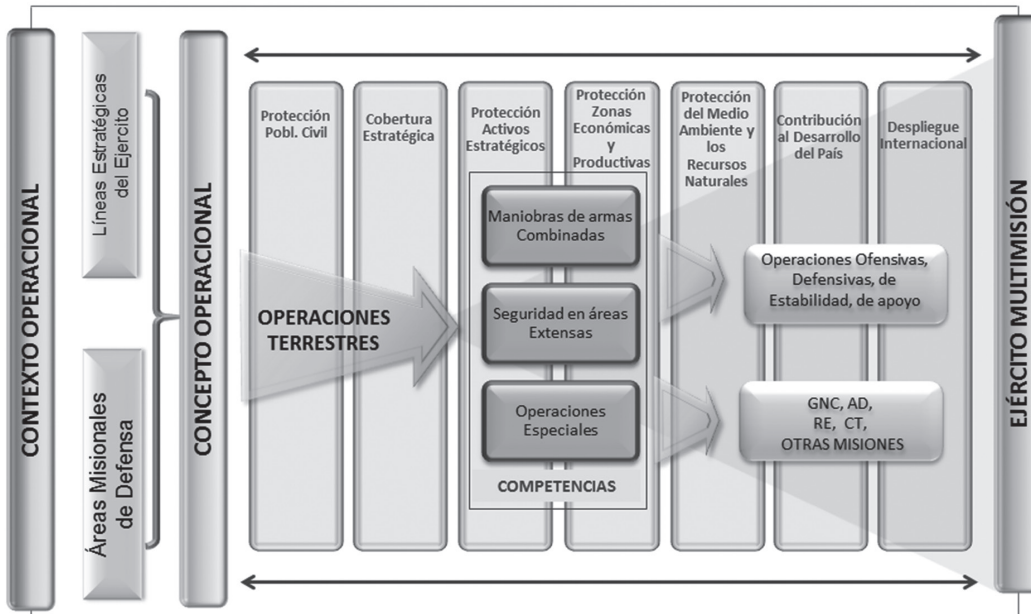 CONTEXTO OPERACIONAL
Líneas Estratégicas
del Ejercito
Áreas Misionales
de Defensa
CONCEPTO OPERACIONAL
Protección
Pobl. Civil
Cobertura
Estratégica
Protección
Activos
Estratégicos
Protección
Zonas
Económicas
y
Productivas
Protección
del Medio
Ambiente y
los
Recursos
Naturales
Contribución
al Desarrollo
del País
Despliegue
Internacional
OPERACIONES
TERRESTRES
Maniobras de armas
Combinadas
Seguridad en áreas
Extensas
Operaciones
Especiales
COMPETENCIAS
Operaciones Ofensivas,
Defensivas, de
Estabilidad, de apoyo
GNC, AD,
RE, CT,
OTRAS MISIONES
EJÉRCITO MULTIMISIÓN